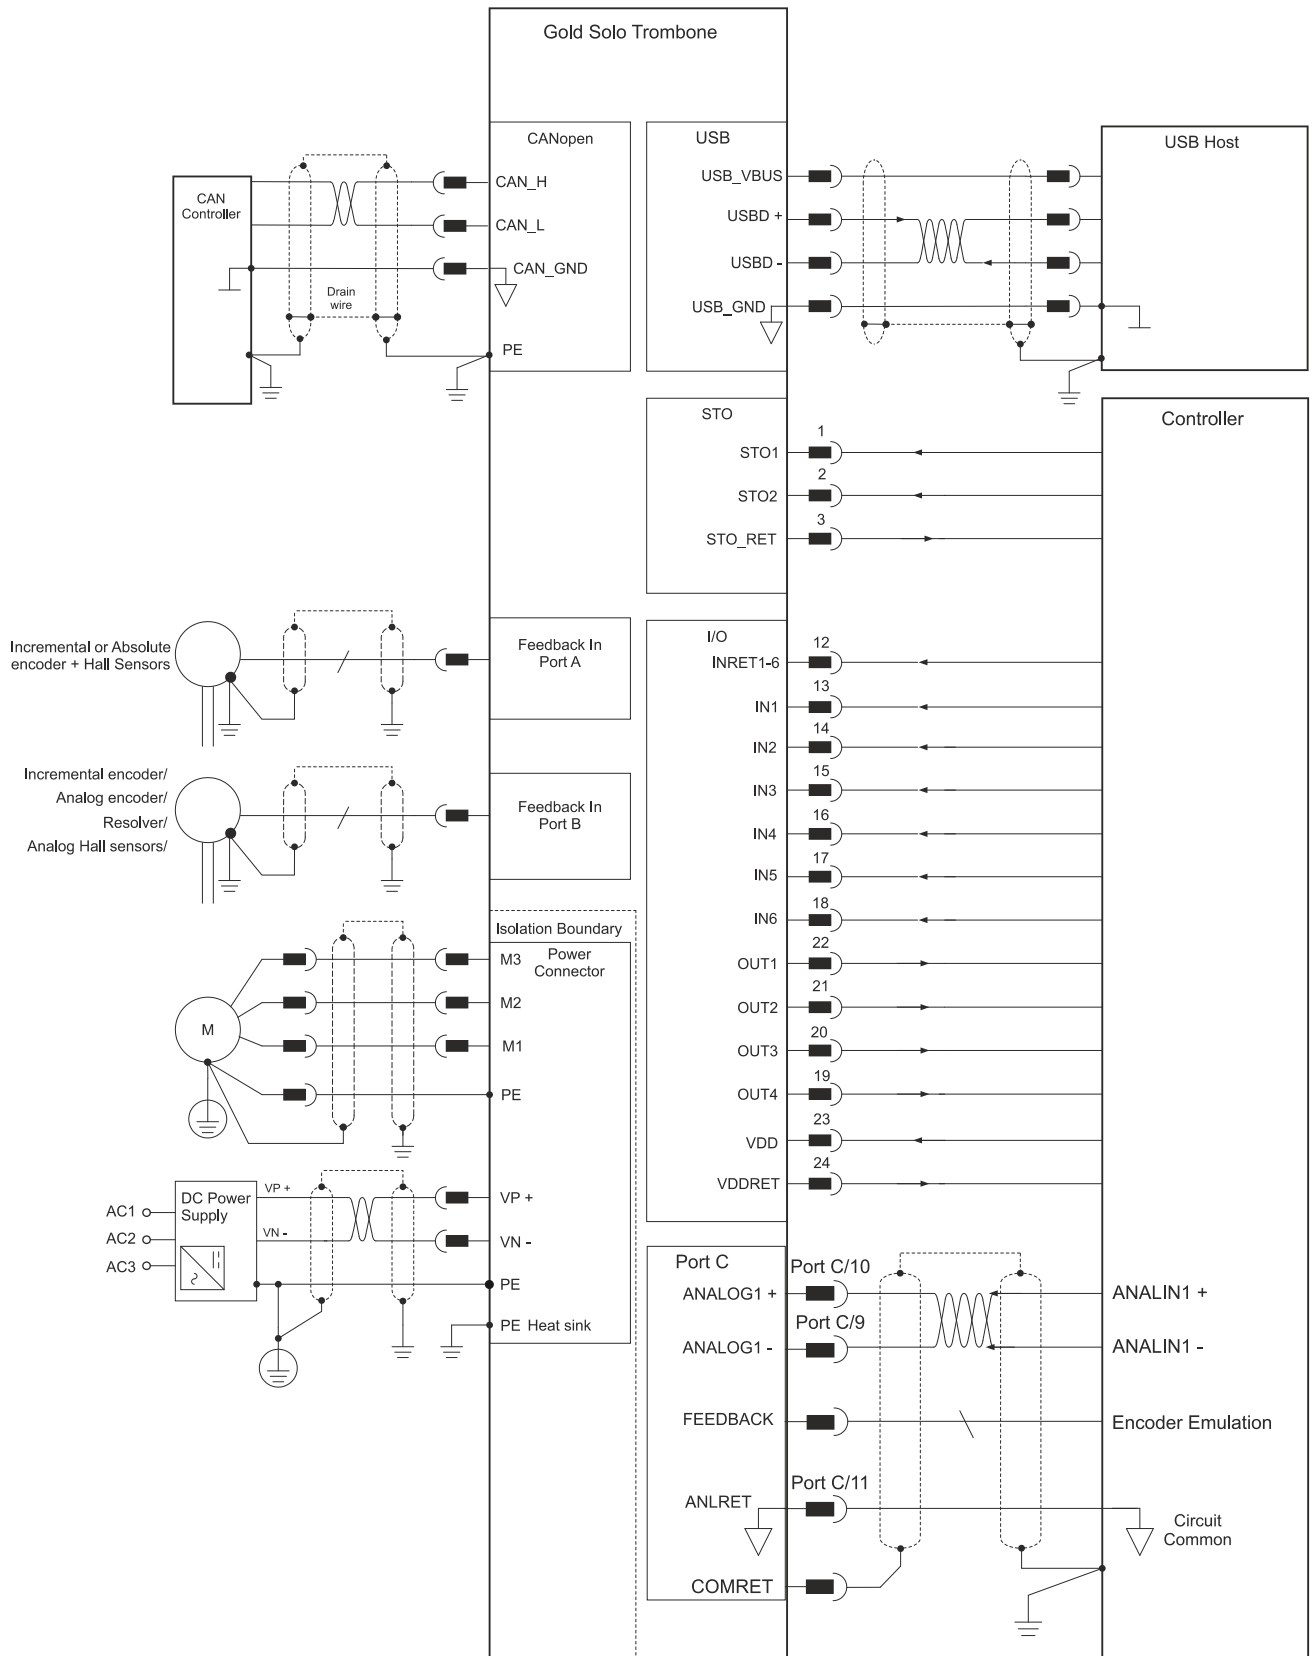 Gold Solo Trombone
CANopen
CAN
Controller
CAN_H
CAN_L
CAN_GND
Drain
wire
PE
USB
USB_VBUS
USBD +
USBD -
USB_GND
USB Host
STO
STO1
1
STO2
2
STO_RET
3
Controller
Incremental or Absolute
encoder + Hall Sensors
Feedback In
Port A
Incremental encoder/
Analog encoder/
Resolver/
Analog Hall sensors/
Feedback In
Port B
I/O
INRET1-6
12
IN1
13
IN2
14
IN3
15
IN4
16
IN5
17
IN6
18
OUT1
22
OUT2
21
OUT3
20
OUT4
19
VDD
23
VDDRET
24
Isolation Boundary
Power
Connector
M3
M2
M
M1
PE
DC Power
Supply
VP +
VP +
VN -
VN -
AC1
AC2
AC3
PE
PE Heat sink
Port C
ANALOG1 +
Port C/10
ANALIN1 +
ANALOG1 -
Port C/9
ANALIN1 -
FEEDBACK
Encoder Emulation
ANLRET
Port C/11
Circuit
Common
COMRET